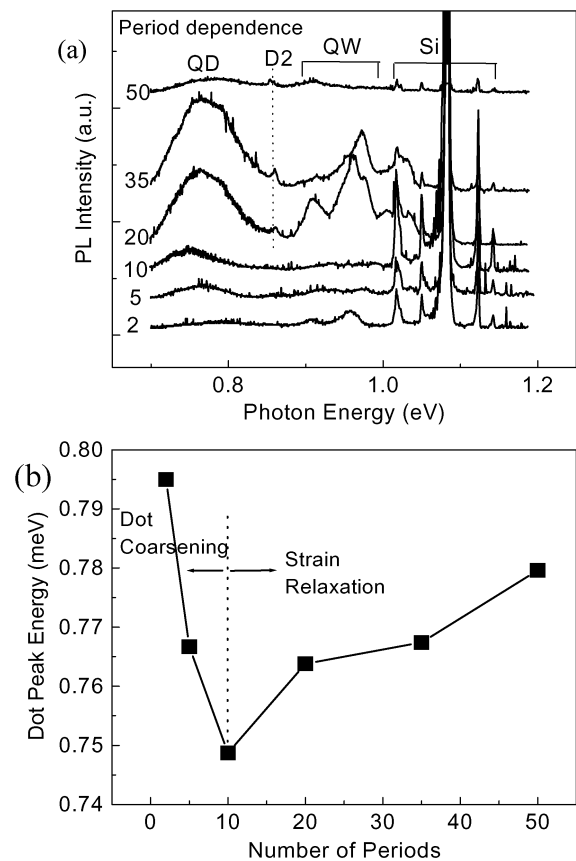 (a)
Period dependence
QD
D2
QW
Si
50
35
20
10
5
2
PL Intensity (a.u.)
0.8
1.0
1.2
Photon Energy (eV)
(b)
0.80
0.79
0.78
0.77
0.76
0.75
0.74
Dot Peak Energy (meV)
Dot
Coarsening
Strain
Relaxation
0
10
20
30
40
50
Number of Periods